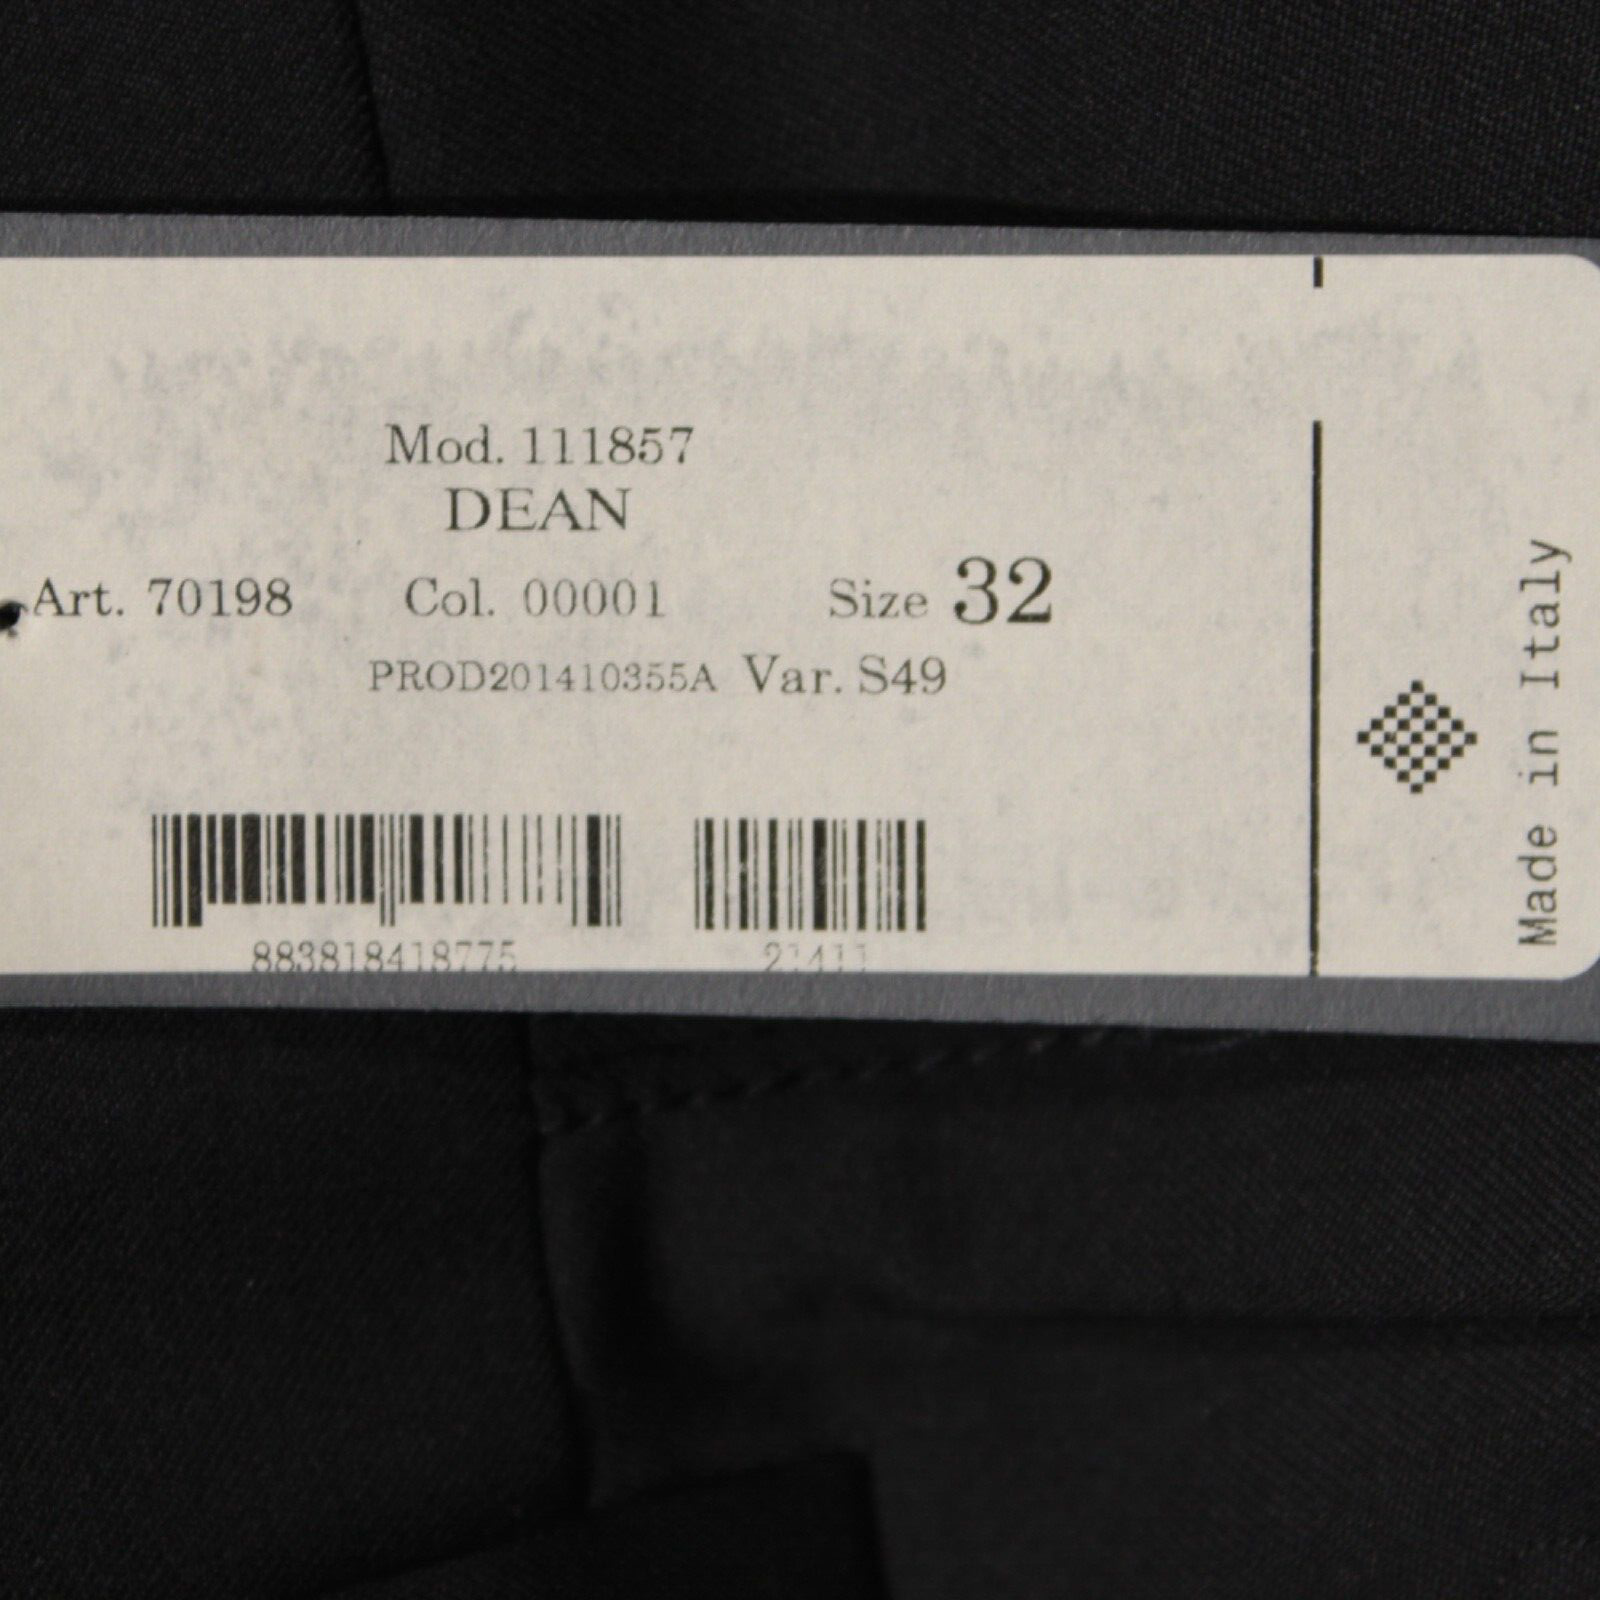 Mod. 111857
DEAN
Art. 70198 Col. 00001 Size 32
PROD201410355A Var. S49
883818418775
Made in Italy